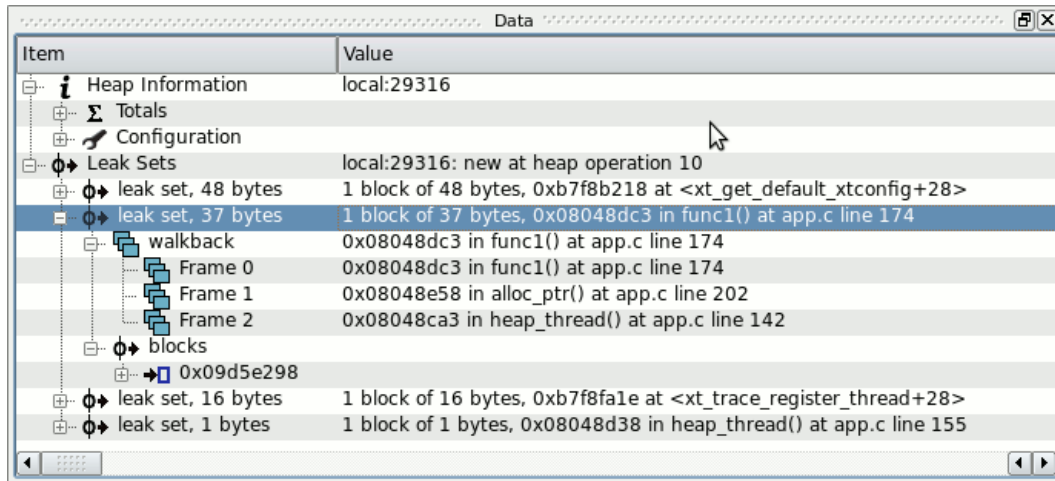 Data
Item Value
Heap Information local:29316
Totals
Configuration
Leak Sets local:29316: new at heap operation 10
leak set, 48 bytes 1 block of 48 bytes, 0xb7f8b218 at <xt_get_default_xtconfig+28>
leak set, 37 bytes 1 block of 37 bytes, 0x08048dc3 in func1() at app.c line 174
walkback 0x08048dc3 in func1() at app.c line 174
Frame 0 0x08048dc3 in func1() at app.c line 174
Frame 1 0x08048e58 in alloc_ptr() at app.c line 202
Frame 2 0x08048ca3 in heap_thread() at app.c line 142
blocks
0x09d5e298
leak set, 16 bytes 1 block of 16 bytes, 0xb7f8fa1e at <xt_trace_register_thread+28>
leak set, 1 bytes 1 block of 1 bytes, 0x08048d38 in heap_thread() at app.c line 155